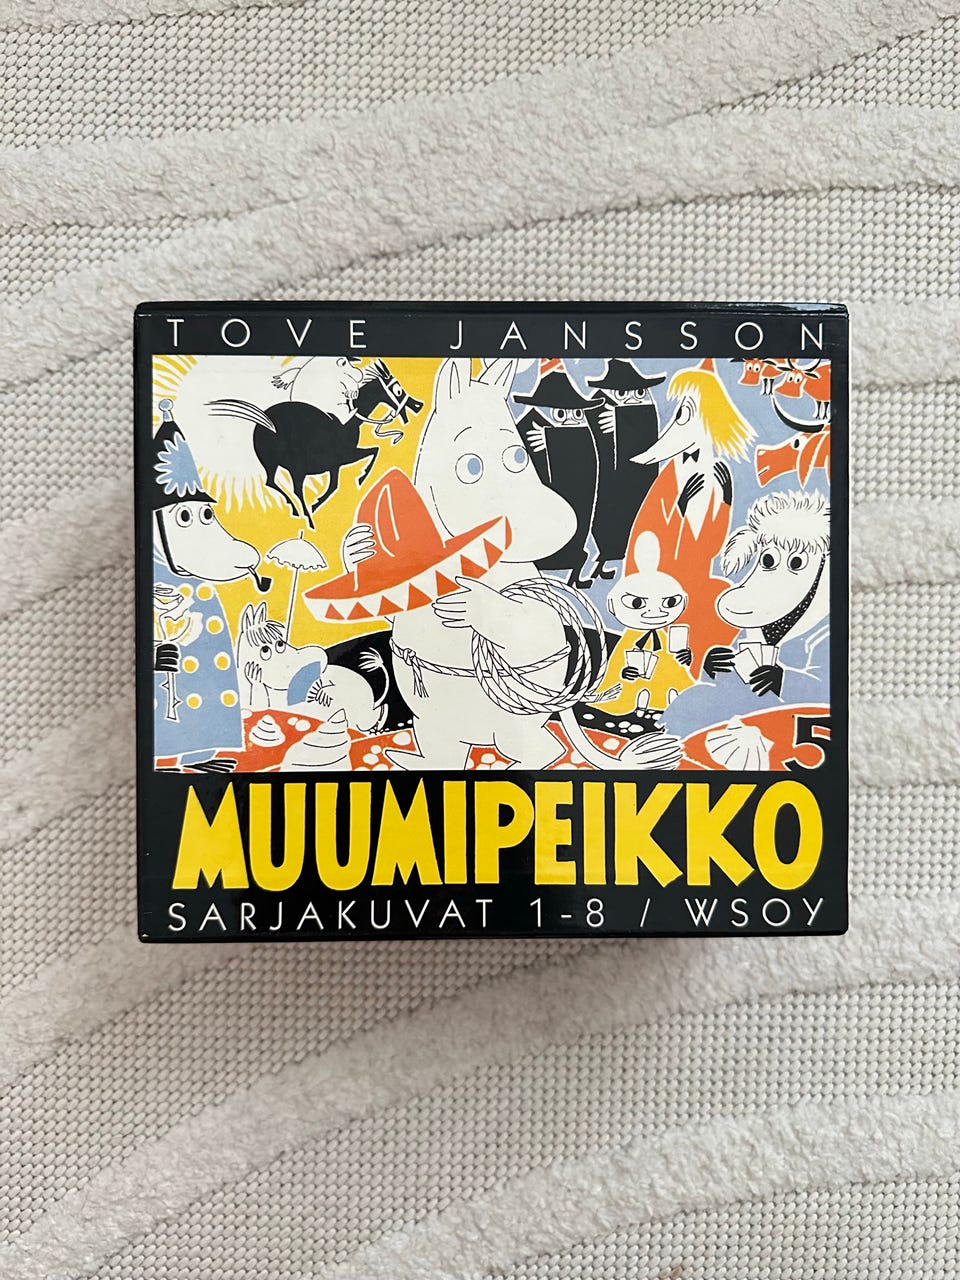 TOVE JANSSON
5
MUUMIPEIKKO
SARJAKUVAT 1-8 / WSOY